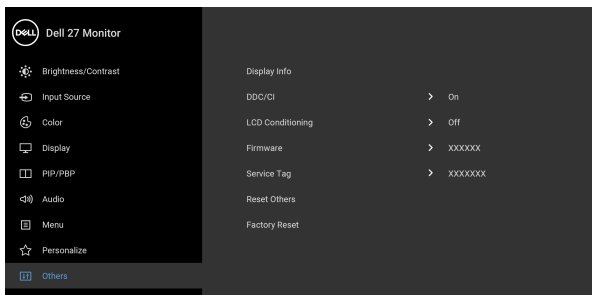 DELL Dell 27 Monitor
Brightness/Contrast
Input Source
Color
Display
PIP/PBP
Audio
Menu
Personalize
Others
Display Info
DDC/CI > On
LCD Conditioning > Off
Firmware > XXXXXX
Service Tag > XXXXXXX
Reset Others
Factory Reset